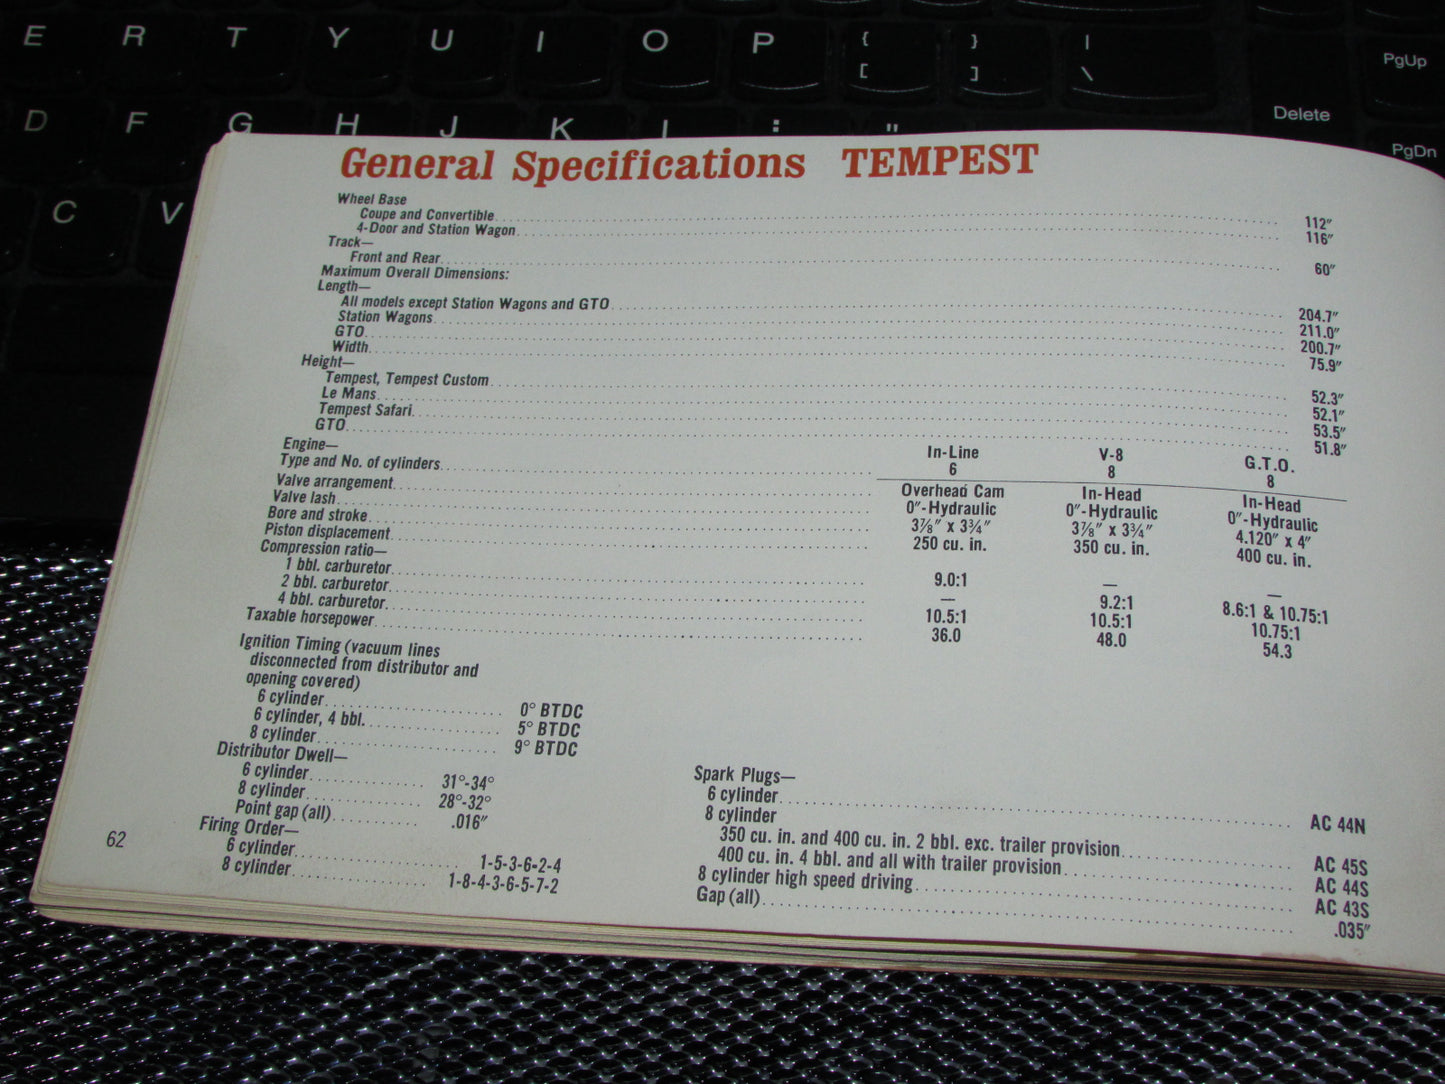 E R T Y U I O P { [ } ] | \ PgUp
Delete
D F G H J K L : " PgDn
C V
General Specifications TEMPEST
Wheel Base
Coupe and Convertible 112"
4-Door and Station Wagon 116"
Track—
Front and Rear 60"
Maximum Overall Dimensions:
Length—
All models except Station Wagons and GTO 204.7"
Station Wagons 211.0"
GTO 200.7"
Width 75.9"
Height—
Tempest, Tempest Custom 52.3"
Le Mans 52.1"
Tempest Safari 53.5"
GTO 51.8"
Engine— In-Line V-8 G.T.O.
Type and No. of cylinders 6 8 8
Valve arrangement Overhead Cam In-Head In-Head
Valve lash 0"-Hydraulic 0"-Hydraulic 0"-Hydraulic
Bore and stroke 3⅞" x 3¾" 3⅞" x 3¾" 4.120" x 4"
Piston displacement 250 cu. in. 350 cu. in. 400 cu. in.
Compression ratio—
1 bbl. carburetor 9.0:1 — —
2 bbl. carburetor — 9.2:1 8.6:1 & 10.75:1
4 bbl. carburetor 10.5:1 10.5:1 10.75:1
Taxable horsepower 36.0 48.0 54.3
Ignition Timing (vacuum lines
disconnected from distributor and
opening covered)
6 cylinder 0° BTDC
6 cylinder, 4 bbl. 5° BTDC
8 cylinder 9° BTDC
Distributor Dwell—
6 cylinder 31°-34°
8 cylinder 28°-32°
Point gap (all) .016"
Firing Order—
6 cylinder 1-5-3-6-2-4
8 cylinder 1-8-4-3-6-5-7-2
Spark Plugs—
6 cylinder AC 44N
8 cylinder
350 cu. in. and 400 cu. in. 2 bbl. exc. trailer provision AC 45S
400 cu. in. 4 bbl. and all with trailer provision AC 44S
8 cylinder high speed driving AC 43S
Gap (all) .035"
62